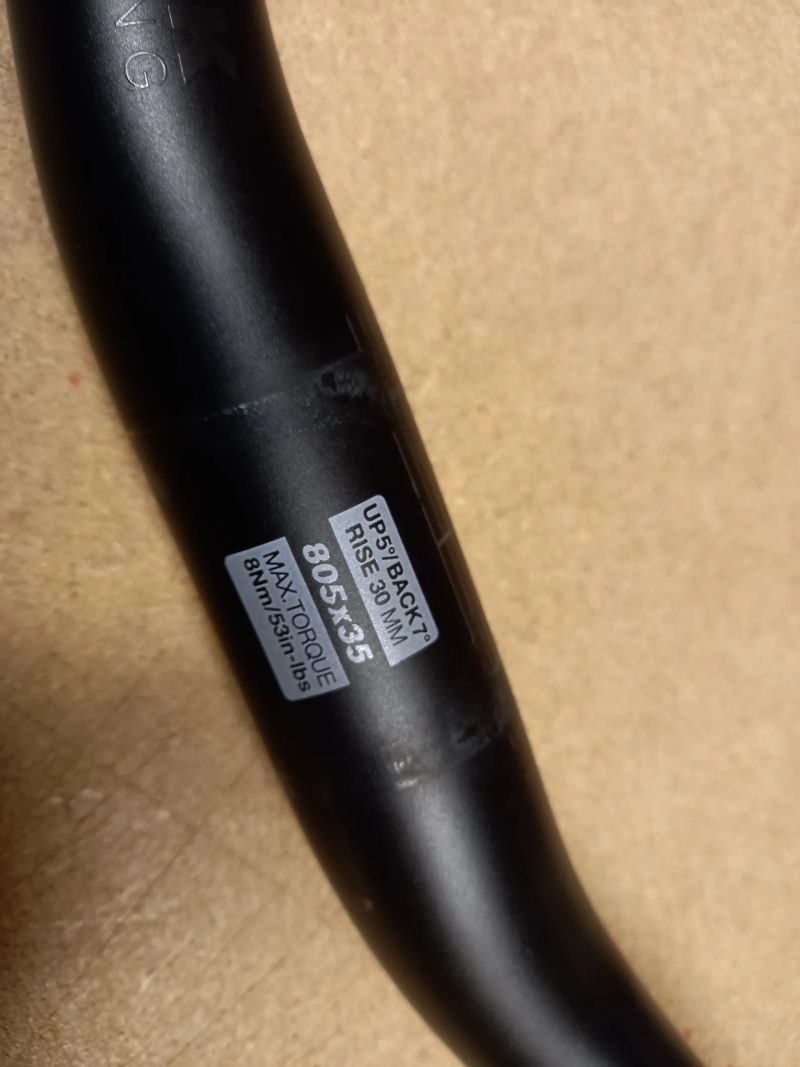 UP5°/BACK7°
RISE 30 MM
805x35
MAX.TORQUE
8Nm/53in-lbs